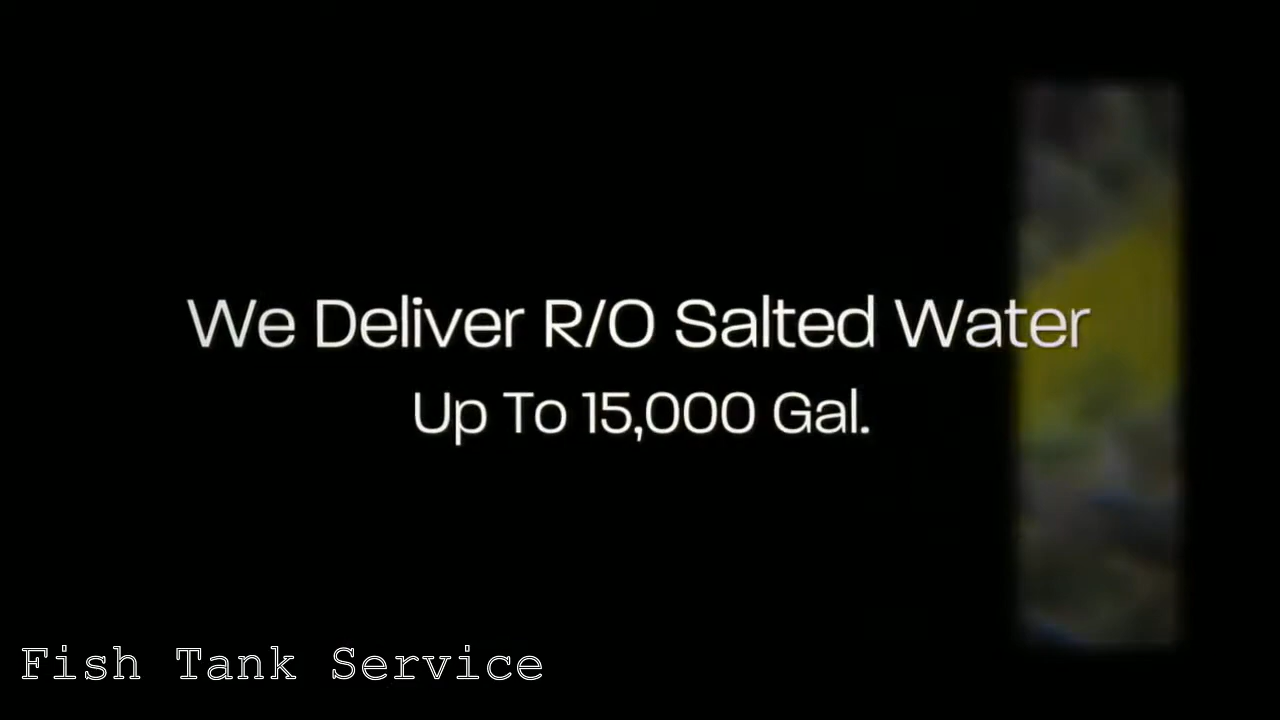 We Deliver R/O Salted Water
Up To 15,000 Gal.
Fish Tank Service